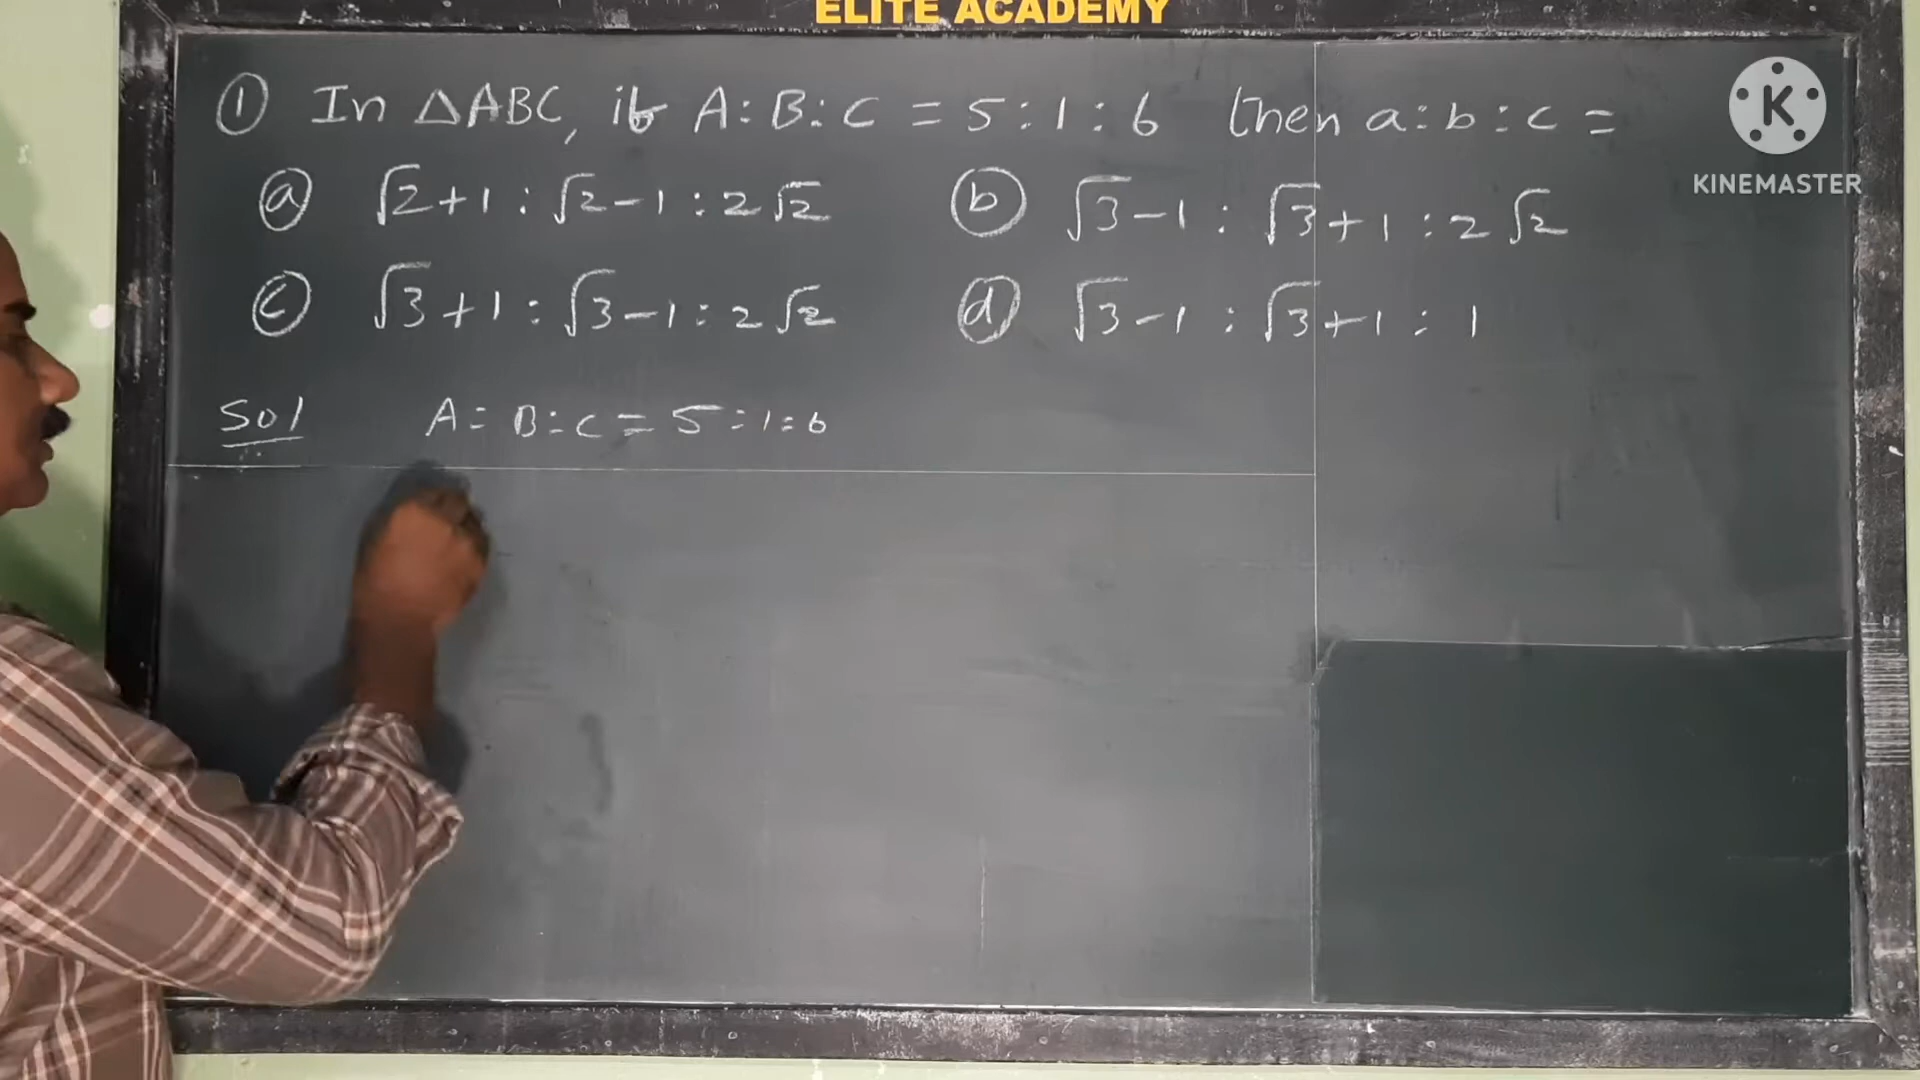 ELITE ACADEMY
① In △ABC, if A:B:C = 5:1:6 then a:b:c =
ⓐ √2+1 : √2-1 : 2√2 ⓑ √3-1 : √3+1 : 2√2
ⓒ √3+1 : √3-1 : 2√2 ⓓ √3-1 : √3+1 : 1
Sol A:B:C = 5:1:6
K
KINEMASTER